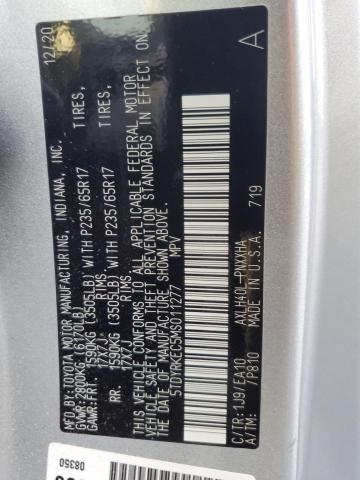 MFD.BY:TOYOTA MOTOR MANUFACTURING, INDIANA, INC. 12/20
GVWR:2800KG (6170LB)
GAWR:FRT. 1590KG (3505LB) WITH P235/65R17 TIRES,
17X7J RIMS
RR. 1590KG (3505LB) WITH P235/65R17 TIRES,
17X7J RIMS
THIS VEHICLE CONFORMS TO ALL APPLICABLE FEDERAL MOTOR
VEHICLE SAFETY AND THEFT PREVENTION STANDARDS IN EFFECT
ON THE DATE OF MANUFACTURE SHOWN ABOVE.
5TDYRKEC5MS011277 MPV
A
C/TR:1J9/EA10 AXLH40L-PNXXHA
A/TM: /P810 MADE IN U.S.A. 719
08350